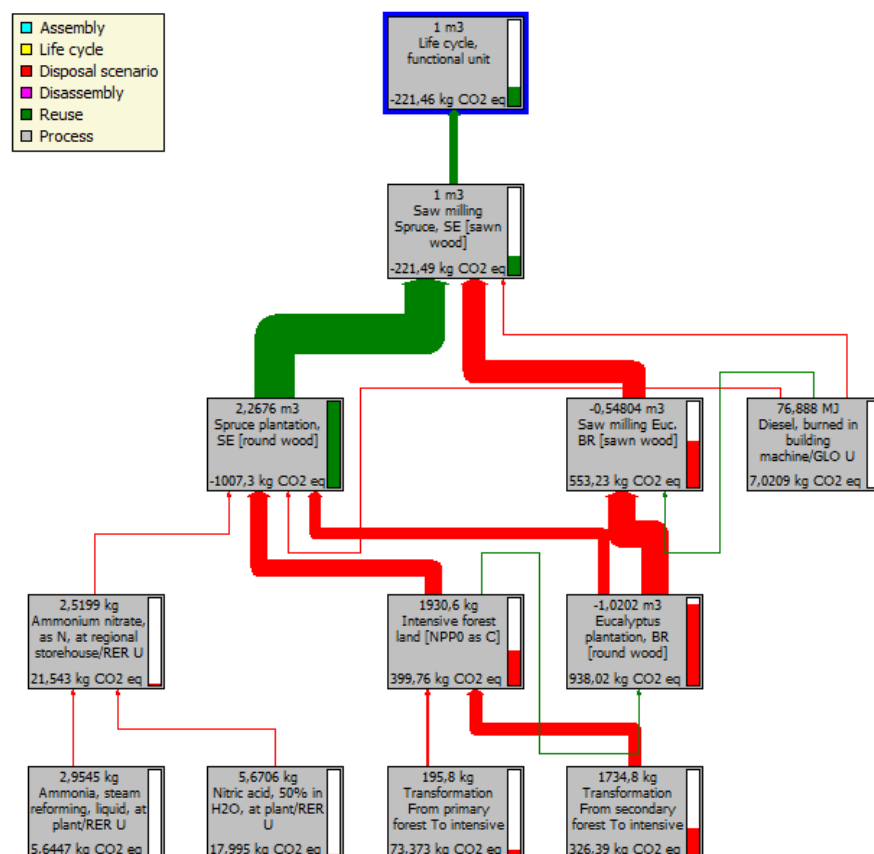 Assembly
Life cycle
Disposal scenario
Disassembly
Reuse
Process
1 m3
Life cycle,
functional unit
-221,46 kg CO2 eq
1 m3
Saw milling
Spruce, SE [sawn
wood]
-221,49 kg CO2 eq
2,2676 m3
Spruce plantation,
SE [round wood]
-1007,3 kg CO2 eq
-0,54804 m3
Saw milling Euc.
BR [sawn wood]
553,23 kg CO2 eq
76,888 MJ
Diesel, burned in
building
machine/GLO U
7,0209 kg CO2 eq
2,5199 kg
Ammonium nitrate,
as N, at regional
storehouse/RER U
21,543 kg CO2 eq
1930,6 kg
Intensive forest
land [NPP0 as C]
399,76 kg CO2 eq
-1,0202 m3
Eucalyptus
plantation, BR
[round wood]
938,02 kg CO2 eq
2,9545 kg
Ammonia, steam
reforming, liquid, at
plant/RER U
5,6447 kg CO2 eq
5,6706 kg
Nitric acid, 50% in
H2O, at plant/RER
U
17,995 kg CO2 eq
195,8 kg
Transformation
From primary
forest To intensive
73,373 kg CO2 eq
1734,8 kg
Transformation
From secondary
forest To intensive
326,39 kg CO2 eq